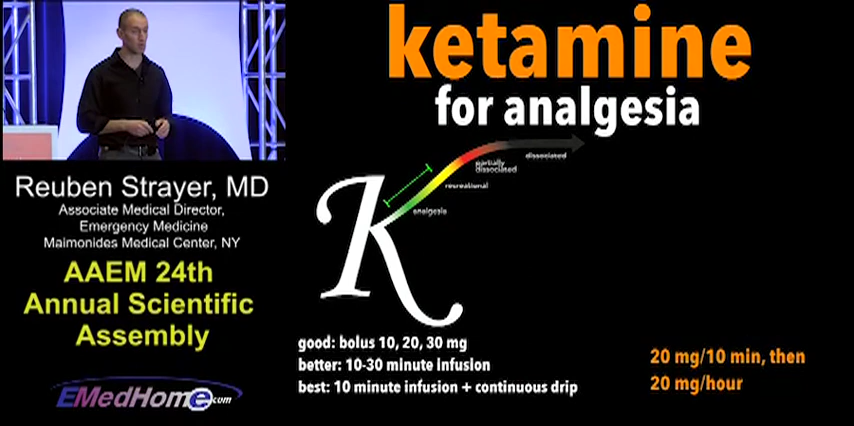 ketamine
for analgesia
dissociated
partially
dissociated
recreational
analgesia
K
Reuben Strayer, MD
Associate Medical Director,
Emergency Medicine
Maimonides Medical Center, NY
AAEM 24th
Annual Scientific
Assembly
EMedHome.com
good: bolus 10, 20, 30 mg
better: 10-30 minute infusion
best: 10 minute infusion + continuous drip
20 mg/10 min, then
20 mg/hour